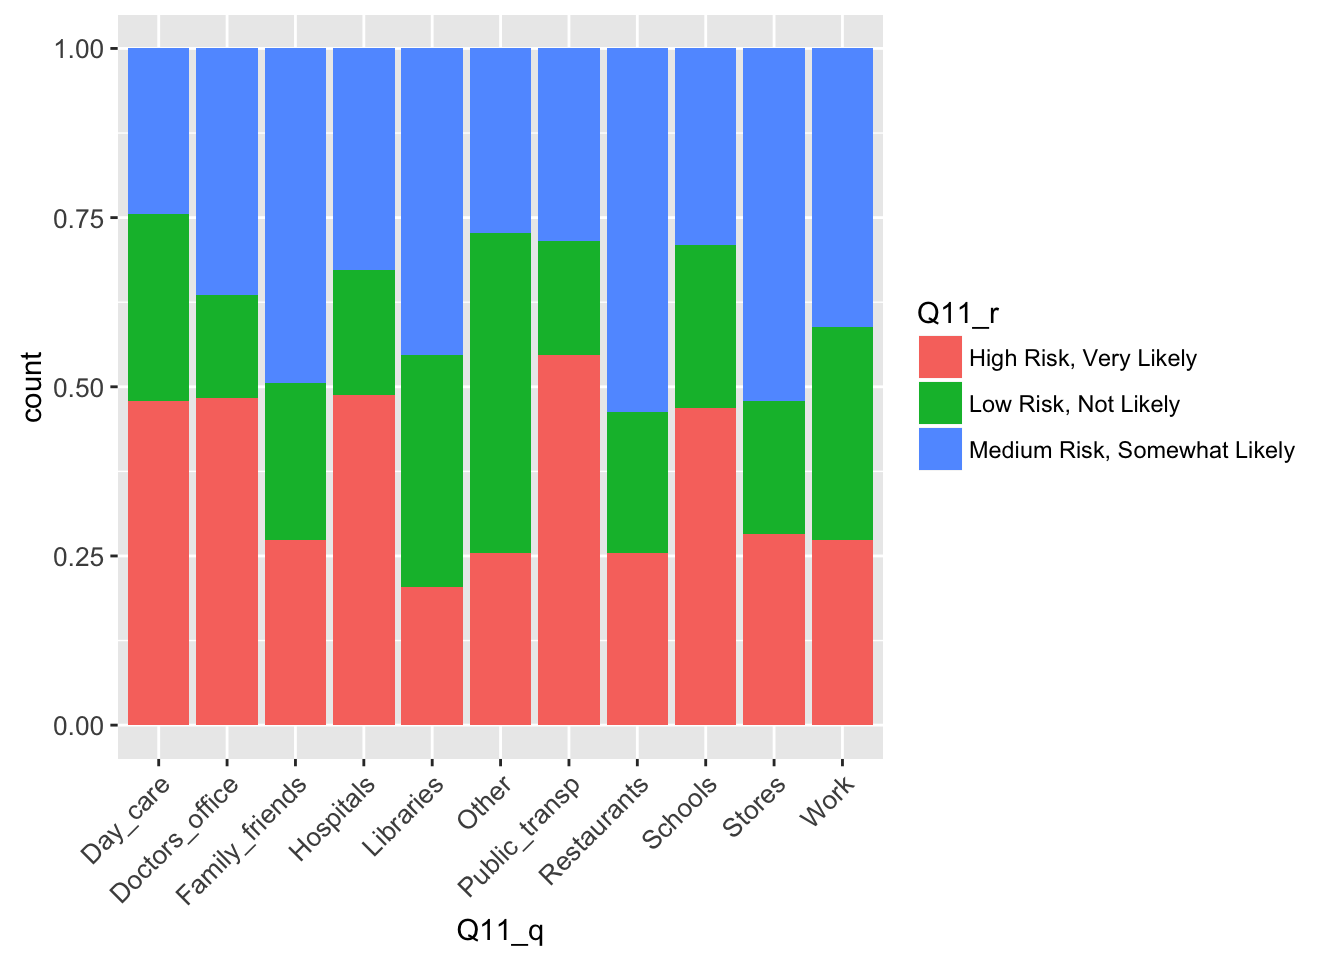 1.00
0.75
0.50
0.25
0.00
count
Day_care
Doctors_office
Family_friends
Hospitals
Libraries
Other
Public_transp
Restaurants
Schools
Stores
Work
Q11_q
Q11_r
High Risk, Very Likely
Low Risk, Not Likely
Medium Risk, Somewhat Likely